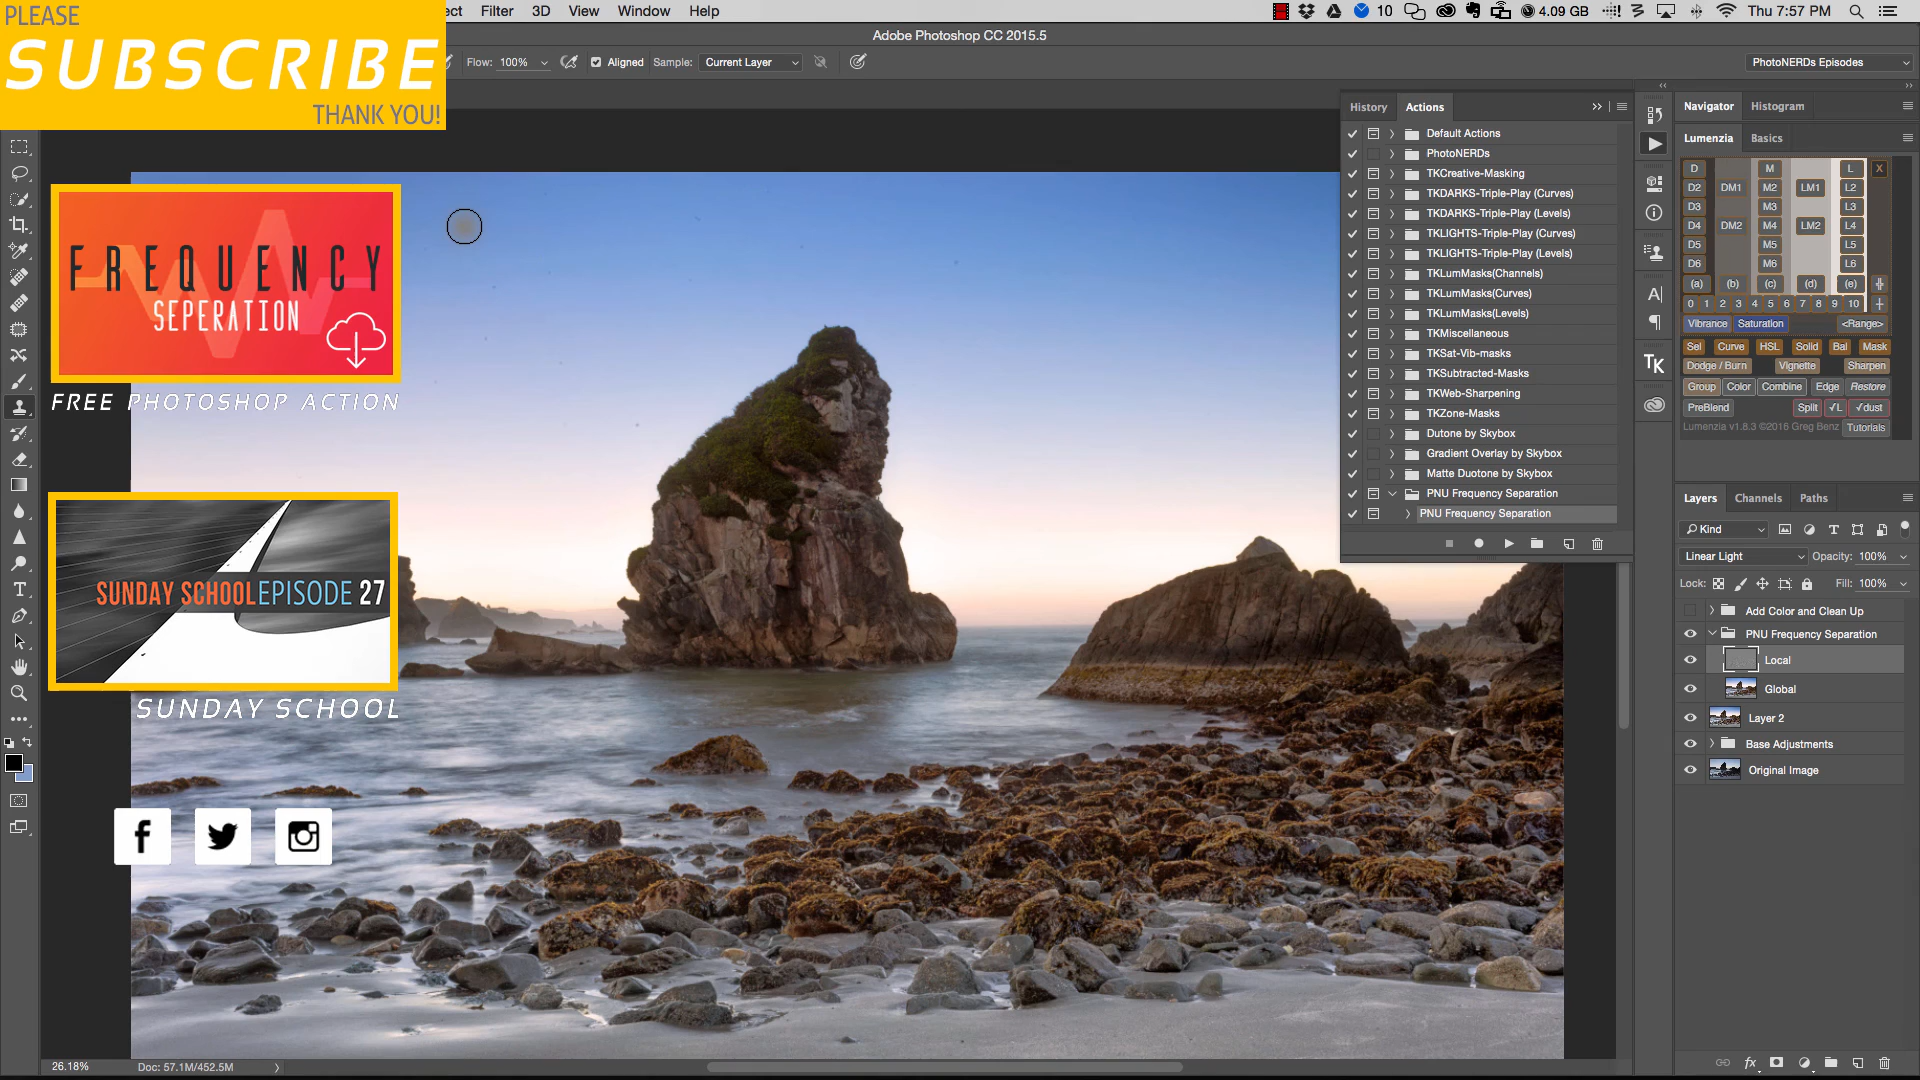 PLEASE
SUBSCRIBE
THANK YOU!
Filter 3D View Window Help
10 4.09 GB Thu 7:57 PM
Adobe Photoshop CC 2015.5
Flow: 100% Aligned Sample: Current Layer PhotoNERDs Episodes
FREQUENCY
SEPERATION
FREE PHOTOSHOP ACTION
SUNDAY SCHOOL EPISODE 27
SUNDAY SCHOOL
History Actions
Default Actions
PhotoNERDs
TKCreative-Masking
TKDARKS-Triple-Play (Curves)
TKDARKS-Triple-Play (Levels)
TKLIGHTS-Triple-Play (Curves)
TKLIGHTS-Triple-Play (Levels)
TKLumMasks(Channels)
TKLumMasks(Curves)
TKLumMasks(Levels)
TKMiscellaneous
TKSat-Vib-masks
TKSubtracted-Masks
TKWeb-Sharpening
TKZone-Masks
Dutone by Skybox
Gradient Overlay by Skybox
Matte Duotone by Skybox
PNU Frequency Separation
PNU Frequency Separation
TK
Navigator Histogram
Lumenzia Basics
D M L X
D2 DM1 M2 LM1 L2
D3 M3 L3
D4 DM2 M4 LM2 L4
D5 M5 L5
D6 M6 L6
(a) (b) (c) (d) (e)
0 1 2 3 4 5 6 7 8 9 10
Vibrance Saturation <Range>
Sel Curve HSL Solid Bal Mask
Dodge / Burn Vignette Sharpen
Group Color Combine Edge Restore
PreBlend Split √L √dust
Lumenzia v1.8.3 ©2016 Greg Benz Tutorials
Layers Channels Paths
Kind
Linear Light Opacity: 100%
Lock: Fill: 100%
Add Color and Clean Up
PNU Frequency Separation
Local
Global
Layer 2
Base Adjustments
Original Image
fx
26.18% Doc: 57.1M/452.5M